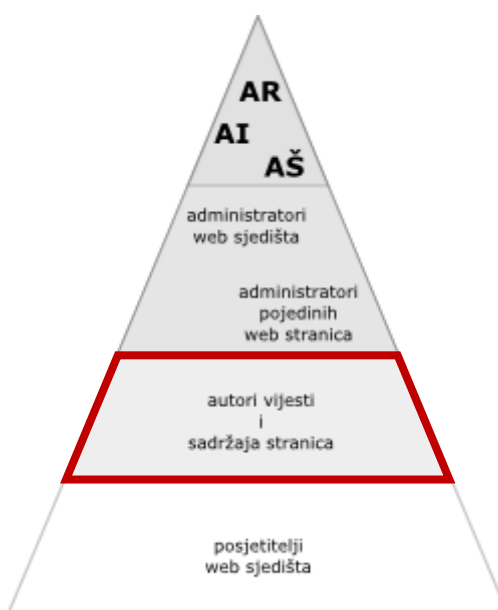 AR
AI
AŠ
administratori
web sjedišta
administratori
pojedinih
web stranica
autori vijesti
i
sadržaja stranica
posjetitelji
web sjedišta